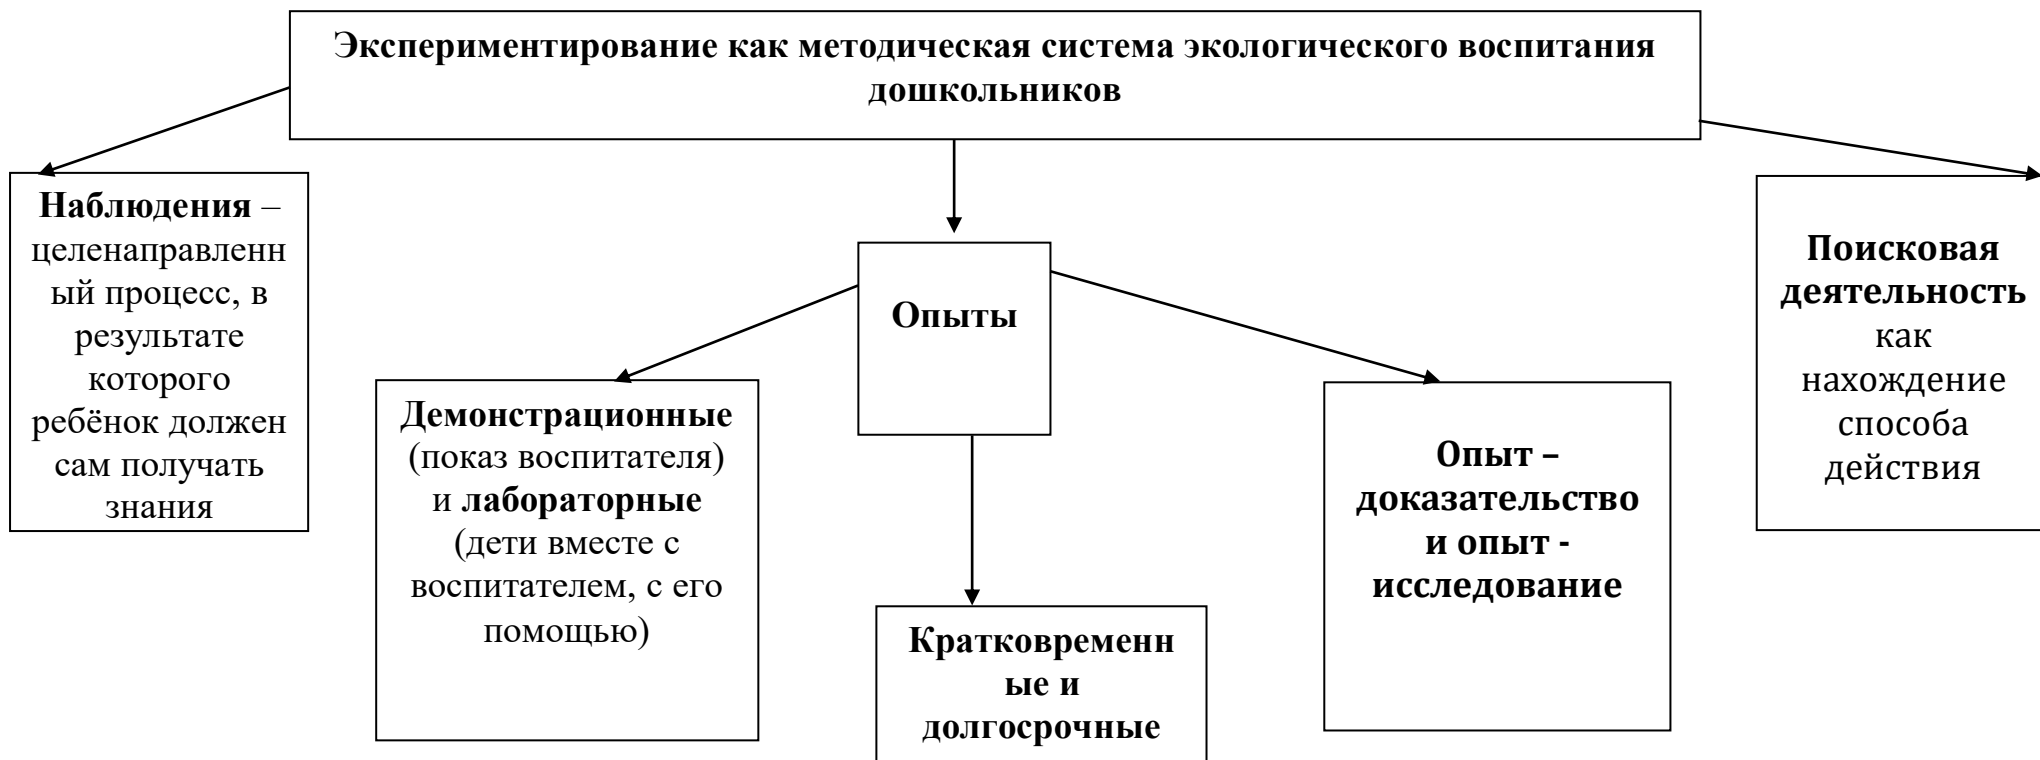 Экспериментирование как методическая система экологического воспитания
дошкольников
Наблюдения –
целенаправленн
ый процесс, в
результате
которого
ребёнок должен
сам получать
знания
Опыты
Демонстрационные
(показ воспитателя)
и лабораторные
(дети вместе с
воспитателем, с его
помощью)
Кратковременн
ые и
долгосрочные
Опыт –
доказательство
и опыт -
исследование
Поисковая
деятельность
как
нахождение
способа
действия